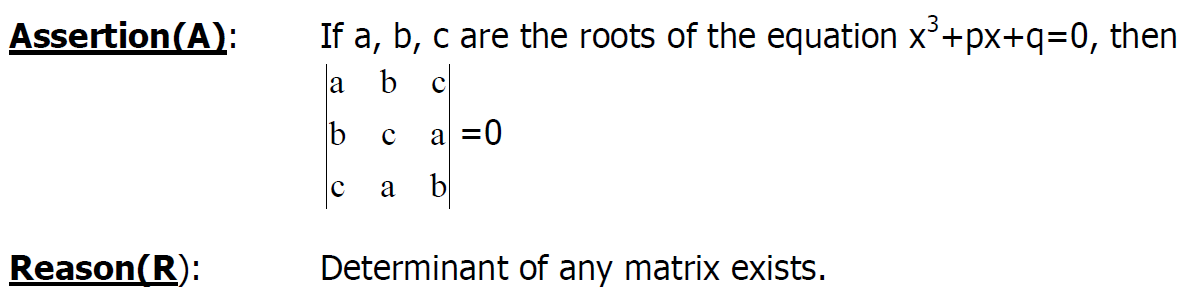 Assertion(A): If a, b, c are the roots of the equation x³+px+q=0, then
|a b c|
|b c a| =0
|c a b|
Reason(R): Determinant of any matrix exists.